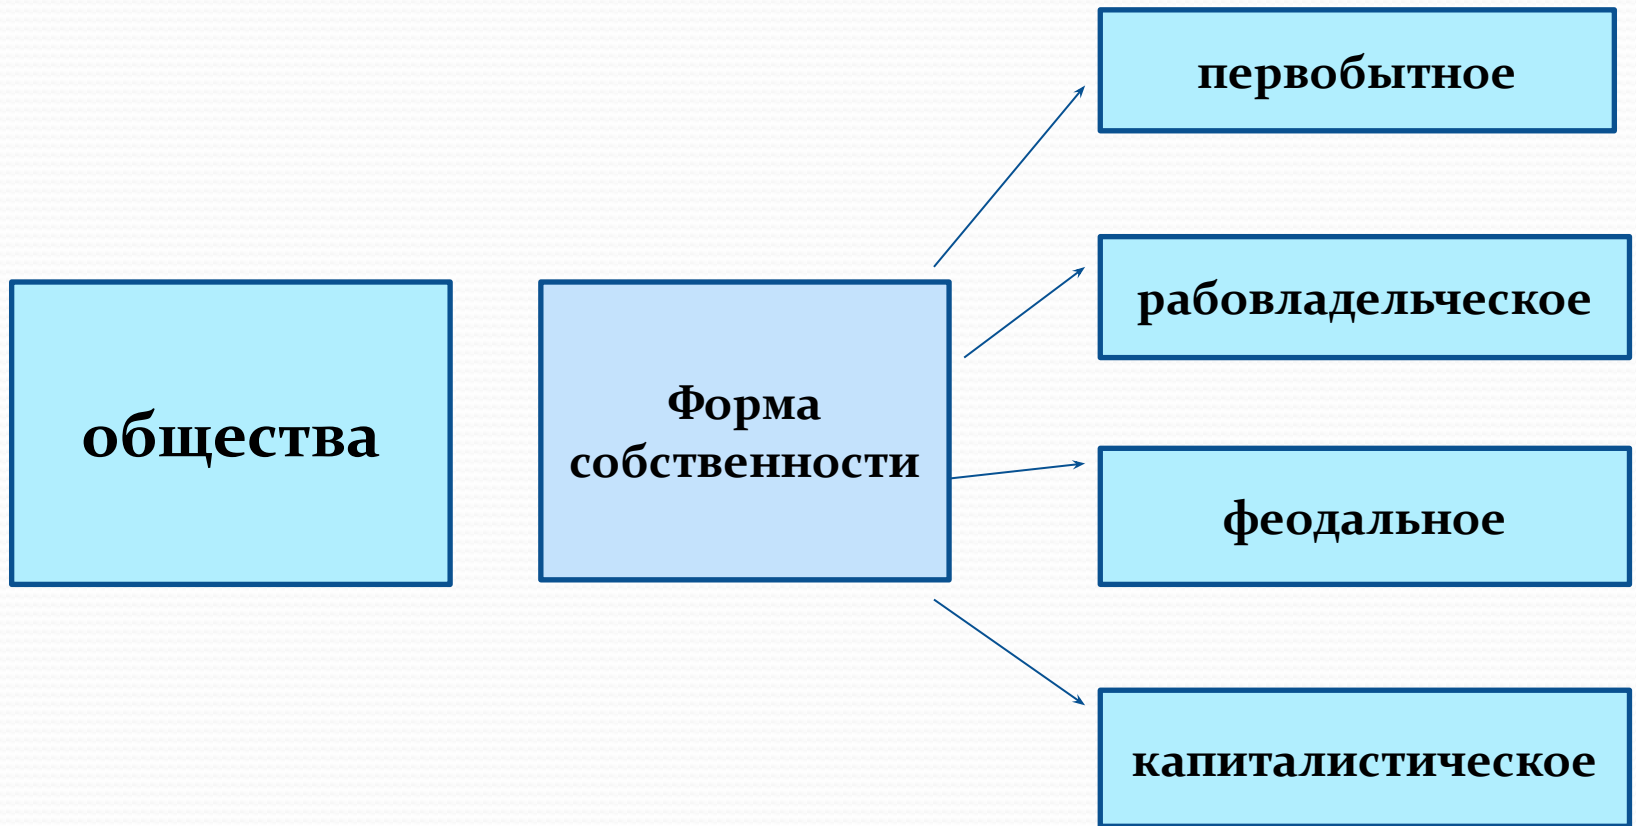 общества
Форма
собственности
первобытное
рабовладельческое
феодальное
капиталистическое